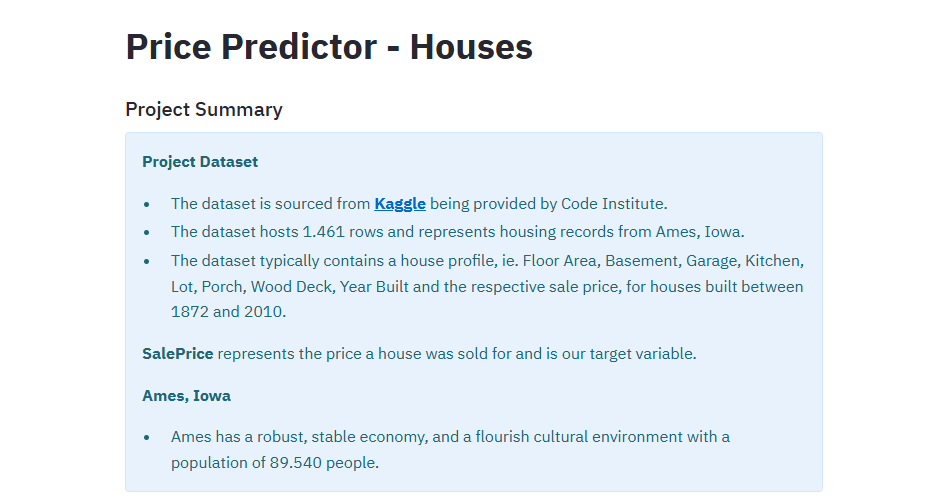 Price Predictor - Houses
Project Summary
Project Dataset
• The dataset is sourced from Kaggle being provided by Code Institute.
• The dataset hosts 1.461 rows and represents housing records from Ames, Iowa.
• The dataset typically contains a house profile, ie. Floor Area, Basement, Garage, Kitchen,
Lot, Porch, Wood Deck, Year Built and the respective sale price, for houses built between
1872 and 2010.
SalePrice represents the price a house was sold for and is our target variable.
Ames, Iowa
• Ames has a robust, stable economy, and a flourish cultural environment with a
population of 89.540 people.